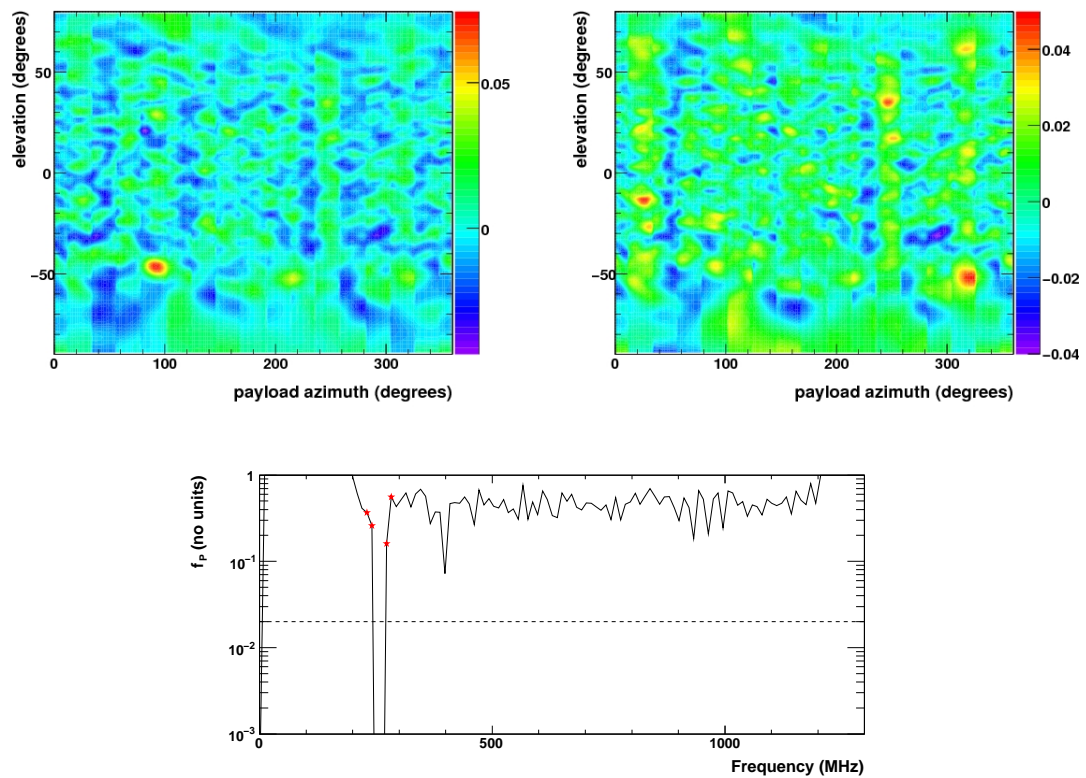 elevation (degrees)
50
0
−50
0 100 200 300
payload azimuth (degrees)
0.05
0
elevation (degrees)
50
0
−50
0 100 200 300
payload azimuth (degrees)
0.04
0.02
0
−0.02
−0.04
f_P (no units)
1
10⁻¹
10⁻²
10⁻³
0 500 1000
Frequency (MHz)